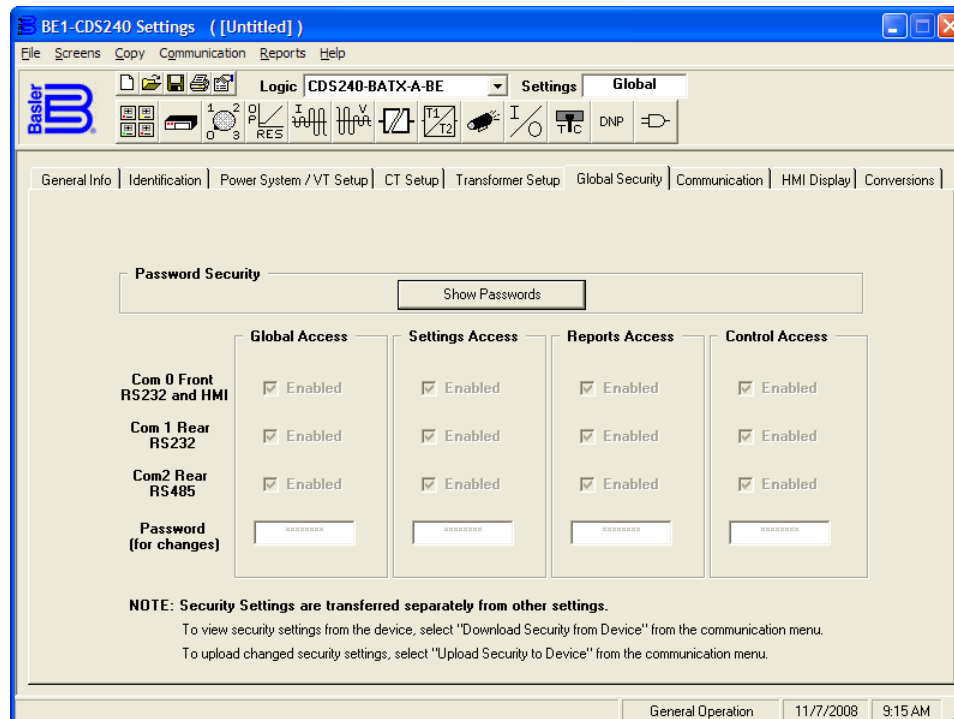 BE1-CDS240 Settings ( [Untitled] )
File Screens Copy Communication Reports Help
Basler
Logic CDS240-BATX-A-BE Settings Global
1 2 0 3 O I P L RES I V T1 T2 I O T C DNP
General Info Identification Power System / VT Setup CT Setup Transformer Setup Global Security Communication HMI Display Conversions
Password Security
Show Passwords
Global Access Settings Access Reports Access Control Access
Com 0 Front
RS232 and HMI Enabled Enabled Enabled Enabled
Com 1 Rear
RS232 Enabled Enabled Enabled Enabled
Com2 Rear
RS485 Enabled Enabled Enabled Enabled
Password
(for changes) ******** ******** ******** ********
NOTE: Security Settings are transferred separately from other settings.
To view security settings from the device, select "Download Security from Device" from the communication menu.
To upload changed security settings, select "Upload Security to Device" from the communication menu.
General Operation 11/7/2008 9:15 AM